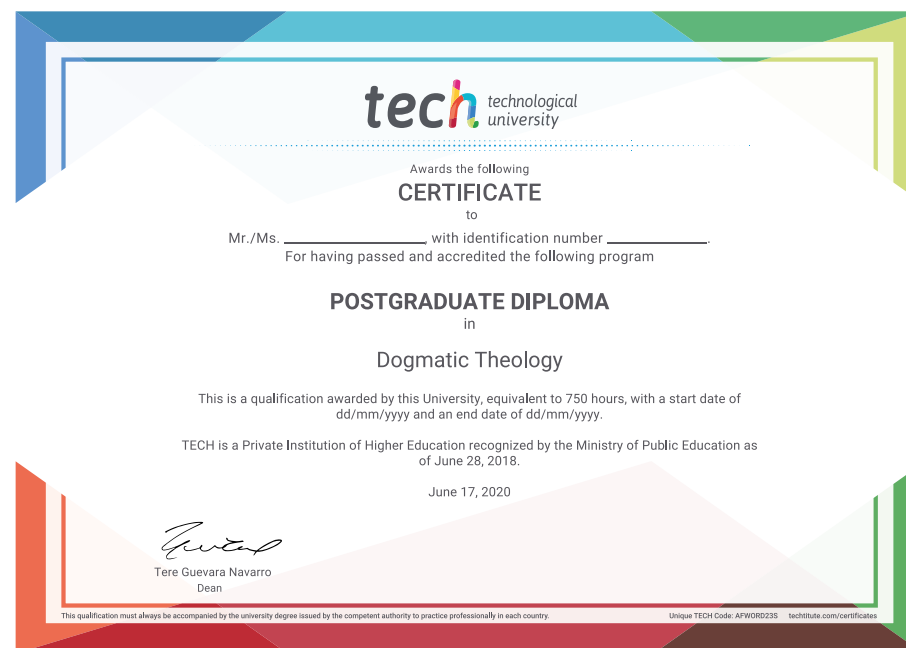 tech technological
university
Awards the following
CERTIFICATE
to
Mr./Ms. ____________________, with identification number ______________.
For having passed and accredited the following program
POSTGRADUATE DIPLOMA
in
Dogmatic Theology
This is a qualification awarded by this University, equivalent to 750 hours, with a start date of
dd/mm/yyyy and an end date of dd/mm/yyyy.
TECH is a Private Institution of Higher Education recognized by the Ministry of Public Education as
of June 28, 2018.
June 17, 2020
Tere Guevara Navarro
Dean
This qualification must always be accompanied by the university degree issued by the competent authority to practice professionally in each country. Unique TECH Code: AFWORD23S techtitute.com/certificates